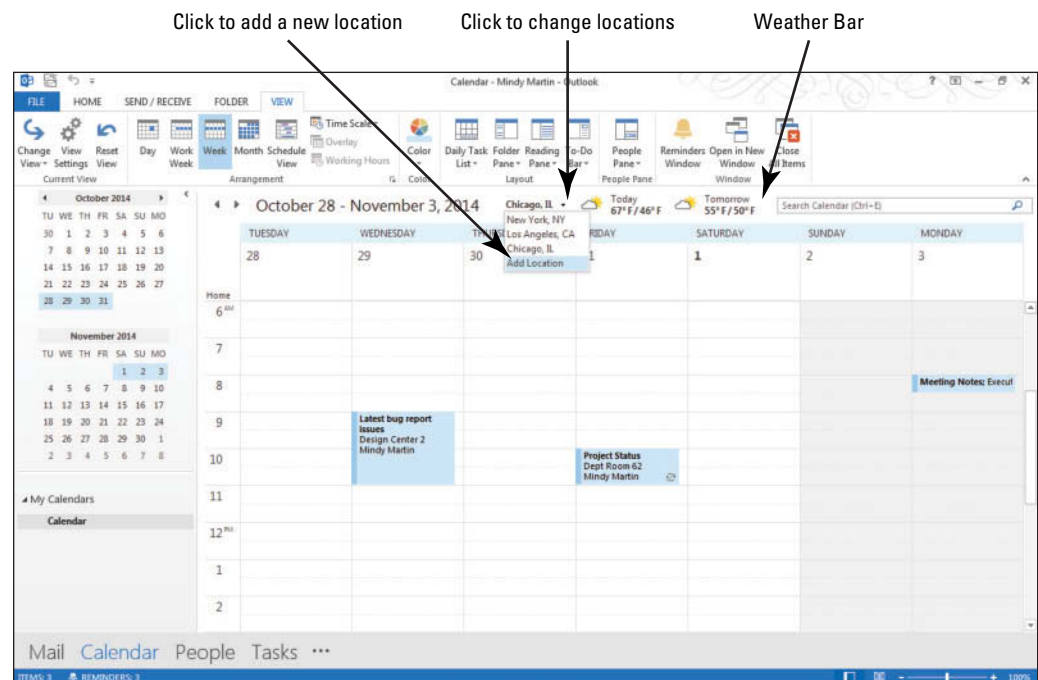 Click to add a new location
Click to change locations
Weather Bar
Calendar - Mindy Martin - Outlook
FILE HOME SEND / RECEIVE FOLDER VIEW
Change View
View Settings
Reset View
Current View
Day
Work Week
Week
Month
Schedule View
Time Scale
Overlay
Working Hours
Arrangement
Color
Color
Daily Task List
Folder Pane
Reading Pane
To-Do Bar
Layout
People Pane
People Pane
Reminders Window
Open in New Window
Close All Items
Window
October 2014
TU WE TH FR SA SU MO
30 1 2 3 4 5 6
7 8 9 10 11 12 13
14 15 16 17 18 19 20
21 22 23 24 25 26 27
28 29 30 31
November 2014
TU WE TH FR SA SU MO
1 2 3
4 5 6 7 8 9 10
11 12 13 14 15 16 17
18 19 20 21 22 23 24
25 26 27 28 29 30 1
2 3 4 5 6 7 8
My Calendars
Calendar
October 28 - November 3, 2014
Chicago, IL
Today
67°F/46°F
Tomorrow
55°F/50°F
Search Calendar (Ctrl+E)
New York, NY
Los Angeles, CA
Chicago, IL
Add Location
TUESDAY WEDNESDAY SATURDAY SUNDAY MONDAY
28 29 30 1 2 3
Home
6 AM
7
8
9
10
11
12 PM
1
2
Meeting Notes; Execut
Latest bug report issues
Design Center 2
Mindy Martin
Project Status
Dept Room 62
Mindy Martin
Mail Calendar People Tasks •••
ITEMS: 3 REMINDERS: 3
100%